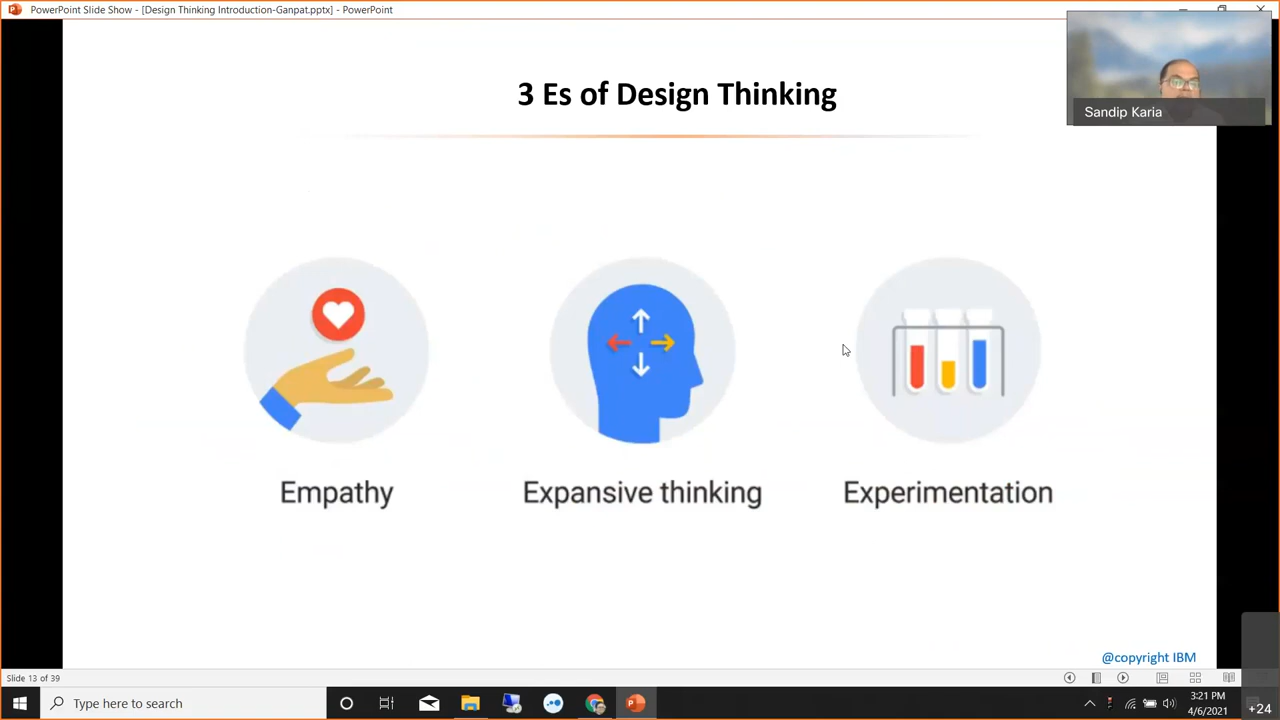 PowerPoint Slide Show - [Design Thinking Introduction-Ganpat.pptx] - PowerPoint
3 Es of Design Thinking
Sandip Karia
Empathy
Expansive thinking
Experimentation
@copyright IBM
Slide 13 of 39
Type here to search
3:21 PM
4/6/2021
+24